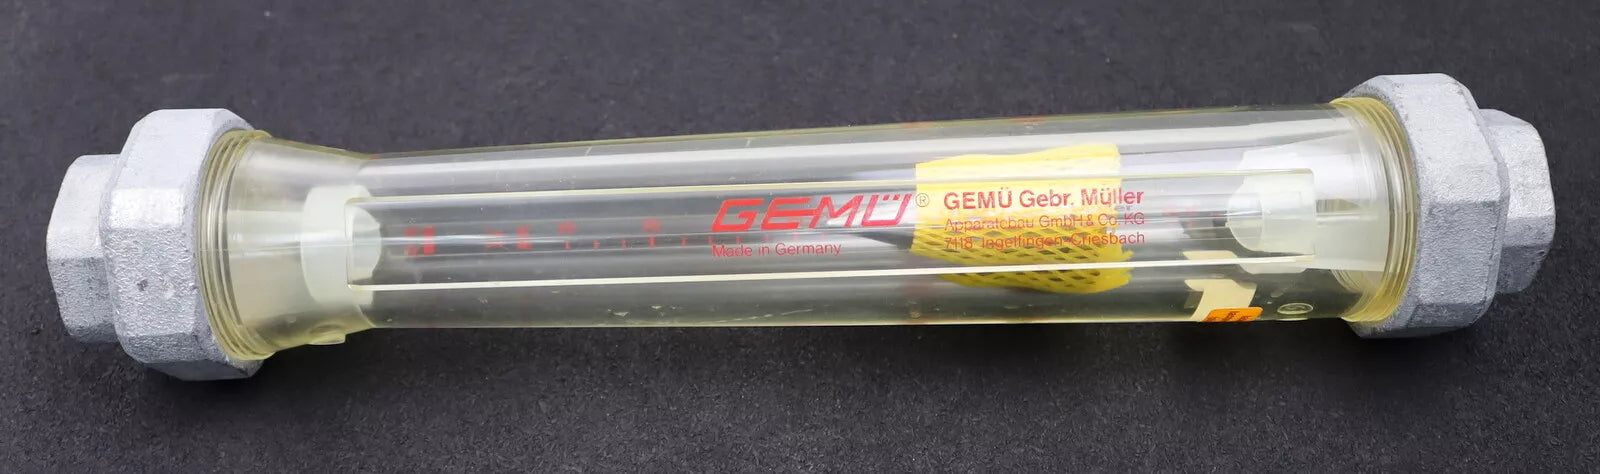 GEMÜ®
Made in Germany
GEMÜ Gebr. Müller
Apparatebau GmbH & Co. KG
7118 Ingelfingen-Criesbach